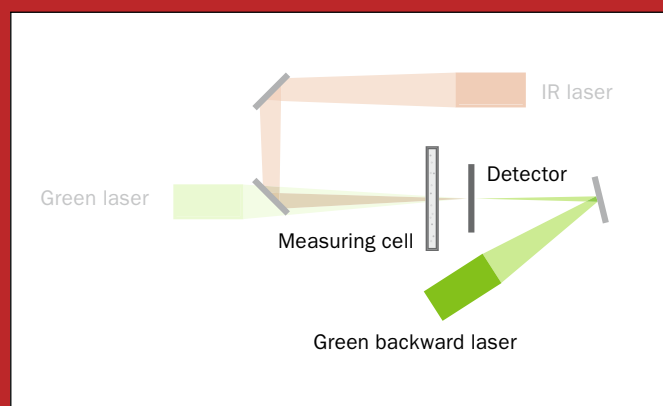 IR laser
Detector
Green laser
Measuring cell
Green backward laser